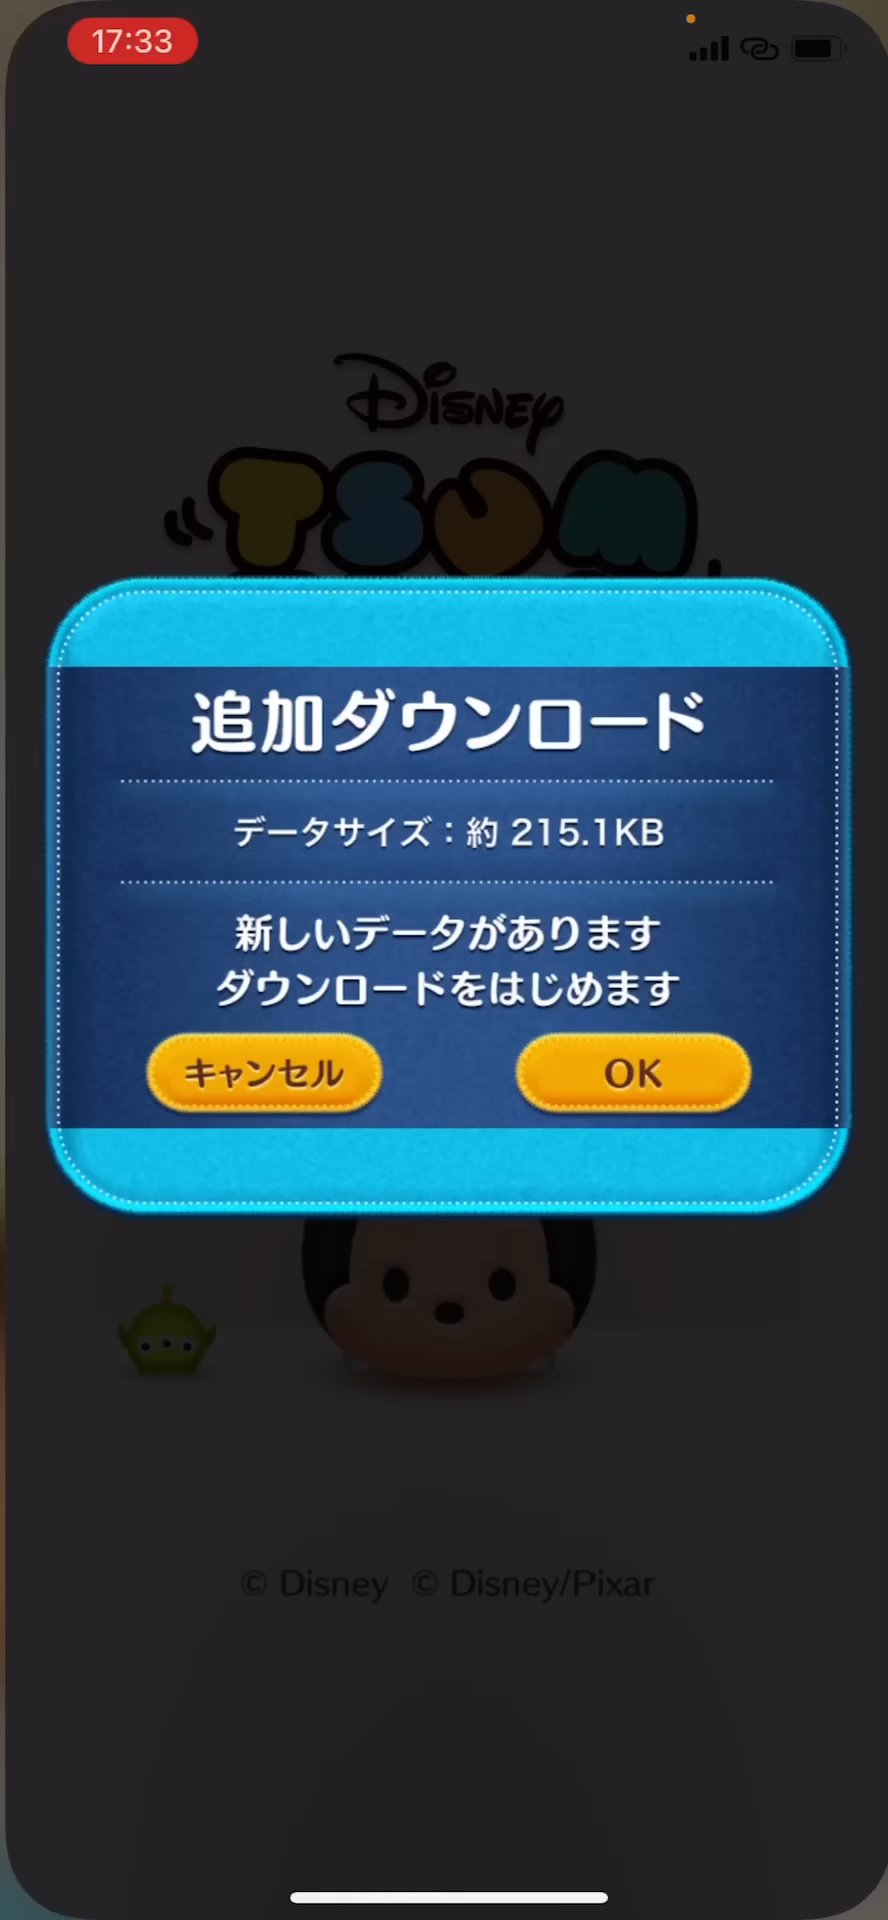 17:33
Disney
TSUM
追加ダウンロード
データサイズ：約 215.1KB
新しいデータがあります
ダウンロードをはじめます
キャンセル
OK
© Disney © Disney/Pixar